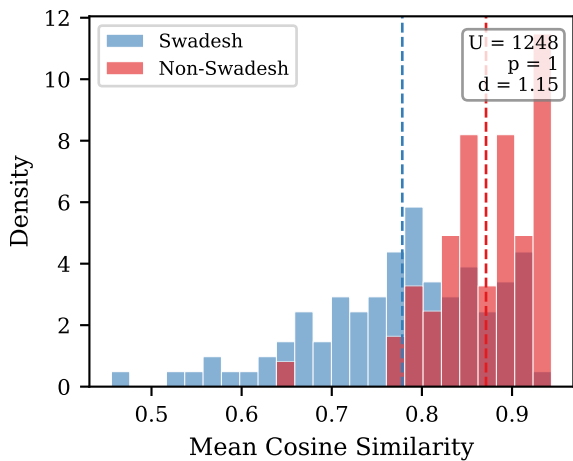 Swadesh
Non-Swadesh
U = 1248
p = 1
d = 1.15
Density
12
10
8
6
4
2
0
0.5 0.6 0.7 0.8 0.9
Mean Cosine Similarity